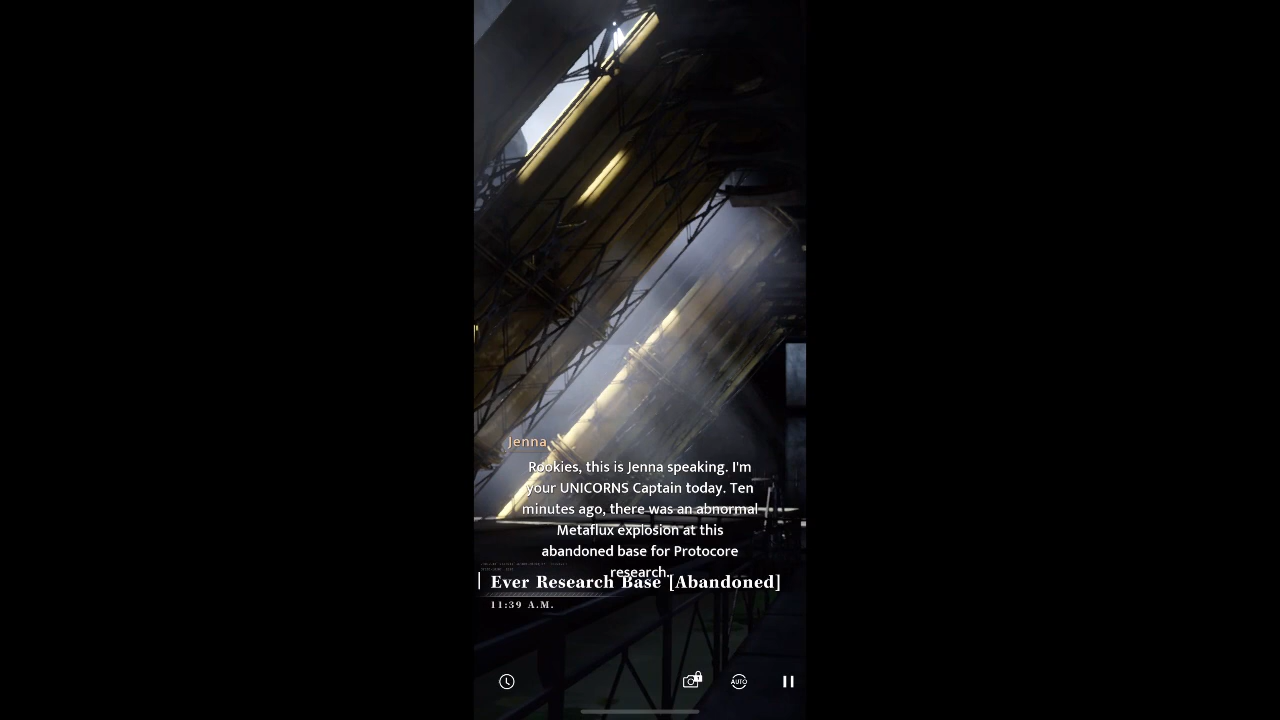 Jenna
Rookies, this is Jenna speaking. I'm
your UNICORNS Captain today. Ten
minutes ago, there was an abnormal
Metaflux explosion at this
abandoned base for Protocore
research.
Ever Research Base [Abandoned]
11:39 A.M.
AUTO